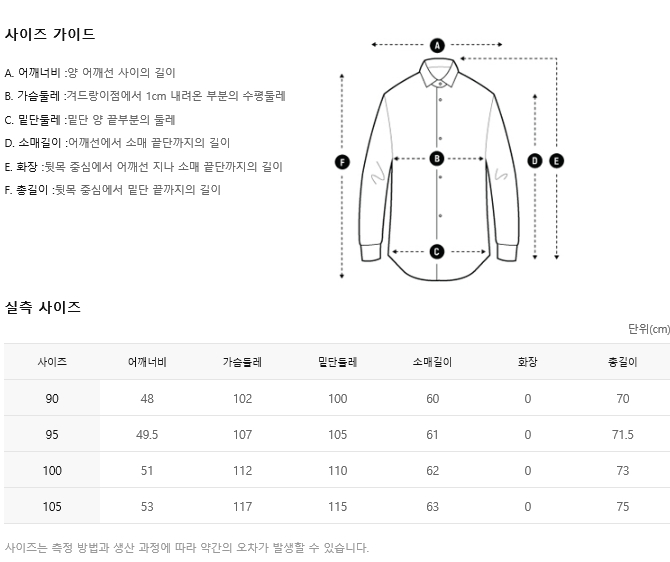 사이즈 가이드
A. 어깨너비 :양 어깨선 사이의 길이
B. 가슴둘레 :겨드랑이점에서 1cm 내려온 부분의 수평둘레
C. 밑단둘레 :밑단 양 끝부분의 둘레
D. 소매길이 :어깨선에서 소매 끝단까지의 길이
E. 화장 :뒷목 중심에서 어깨선 지나 소매 끝단까지의 길이
F. 총길이 :뒷목 중심에서 밑단 끝까지의 길이
A
F
B
D
E
C
실측 사이즈
단위(cm)
사이즈 어깨너비 가슴둘레 밑단둘레 소매길이 화장 총길이
90 48 102 100 60 0 70
95 49.5 107 105 61 0 71.5
100 51 112 110 62 0 73
105 53 117 115 63 0 75
사이즈는 측정 방법과 생산 과정에 따라 약간의 오차가 발생할 수 있습니다.